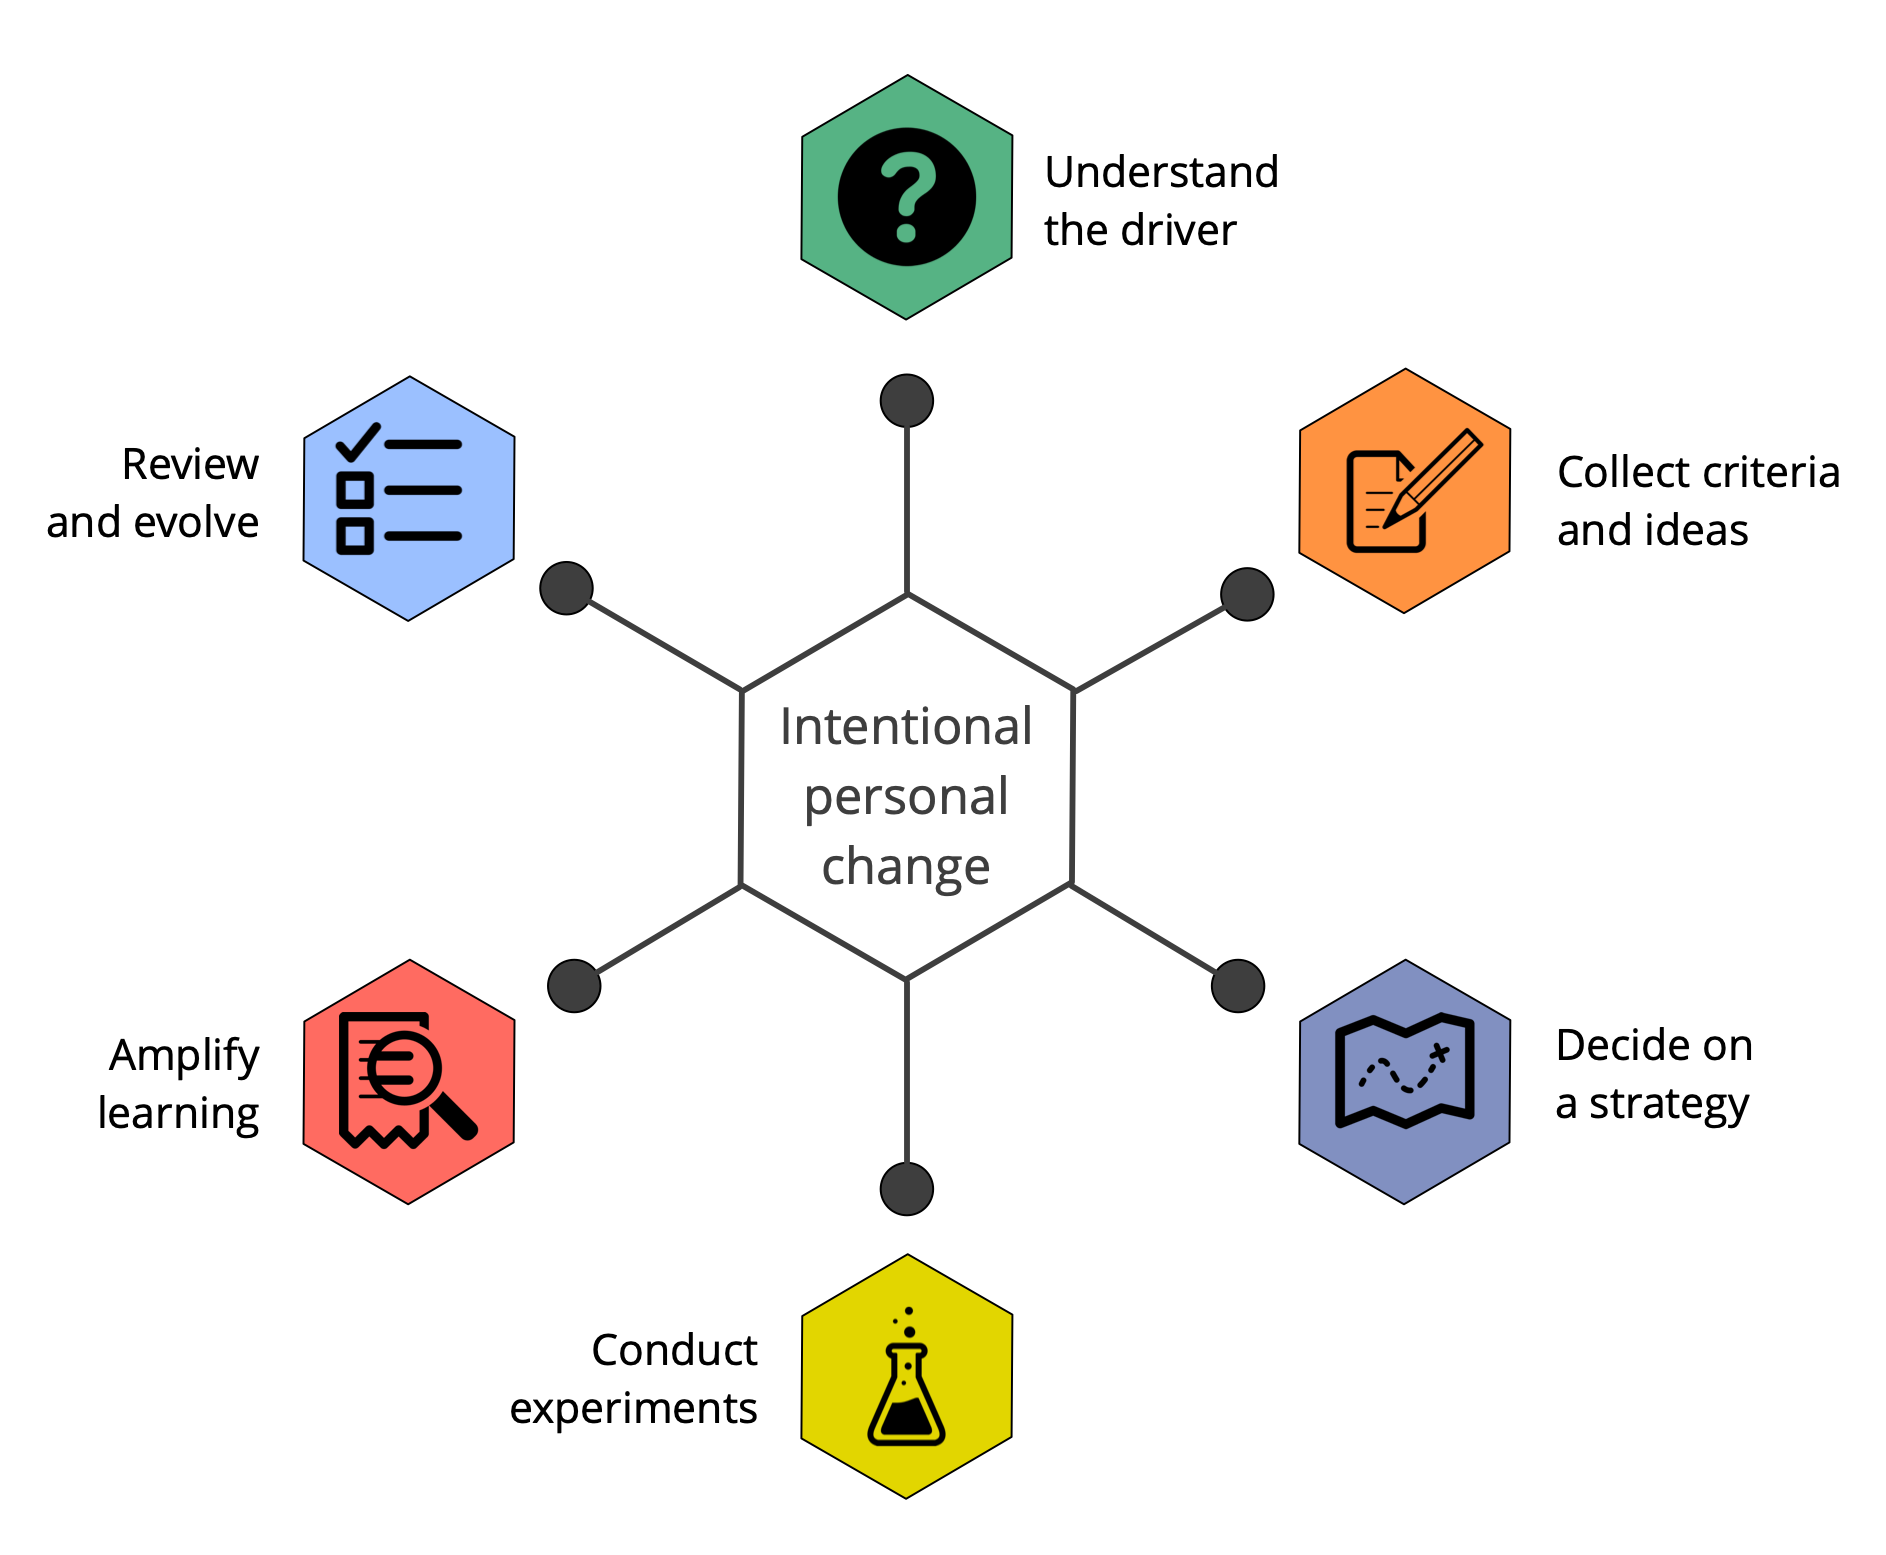 Understand
the driver
Collect criteria
and ideas
Decide on
a strategy
Conduct
experiments
Amplify
learning
Review
and evolve
Intentional
personal
change